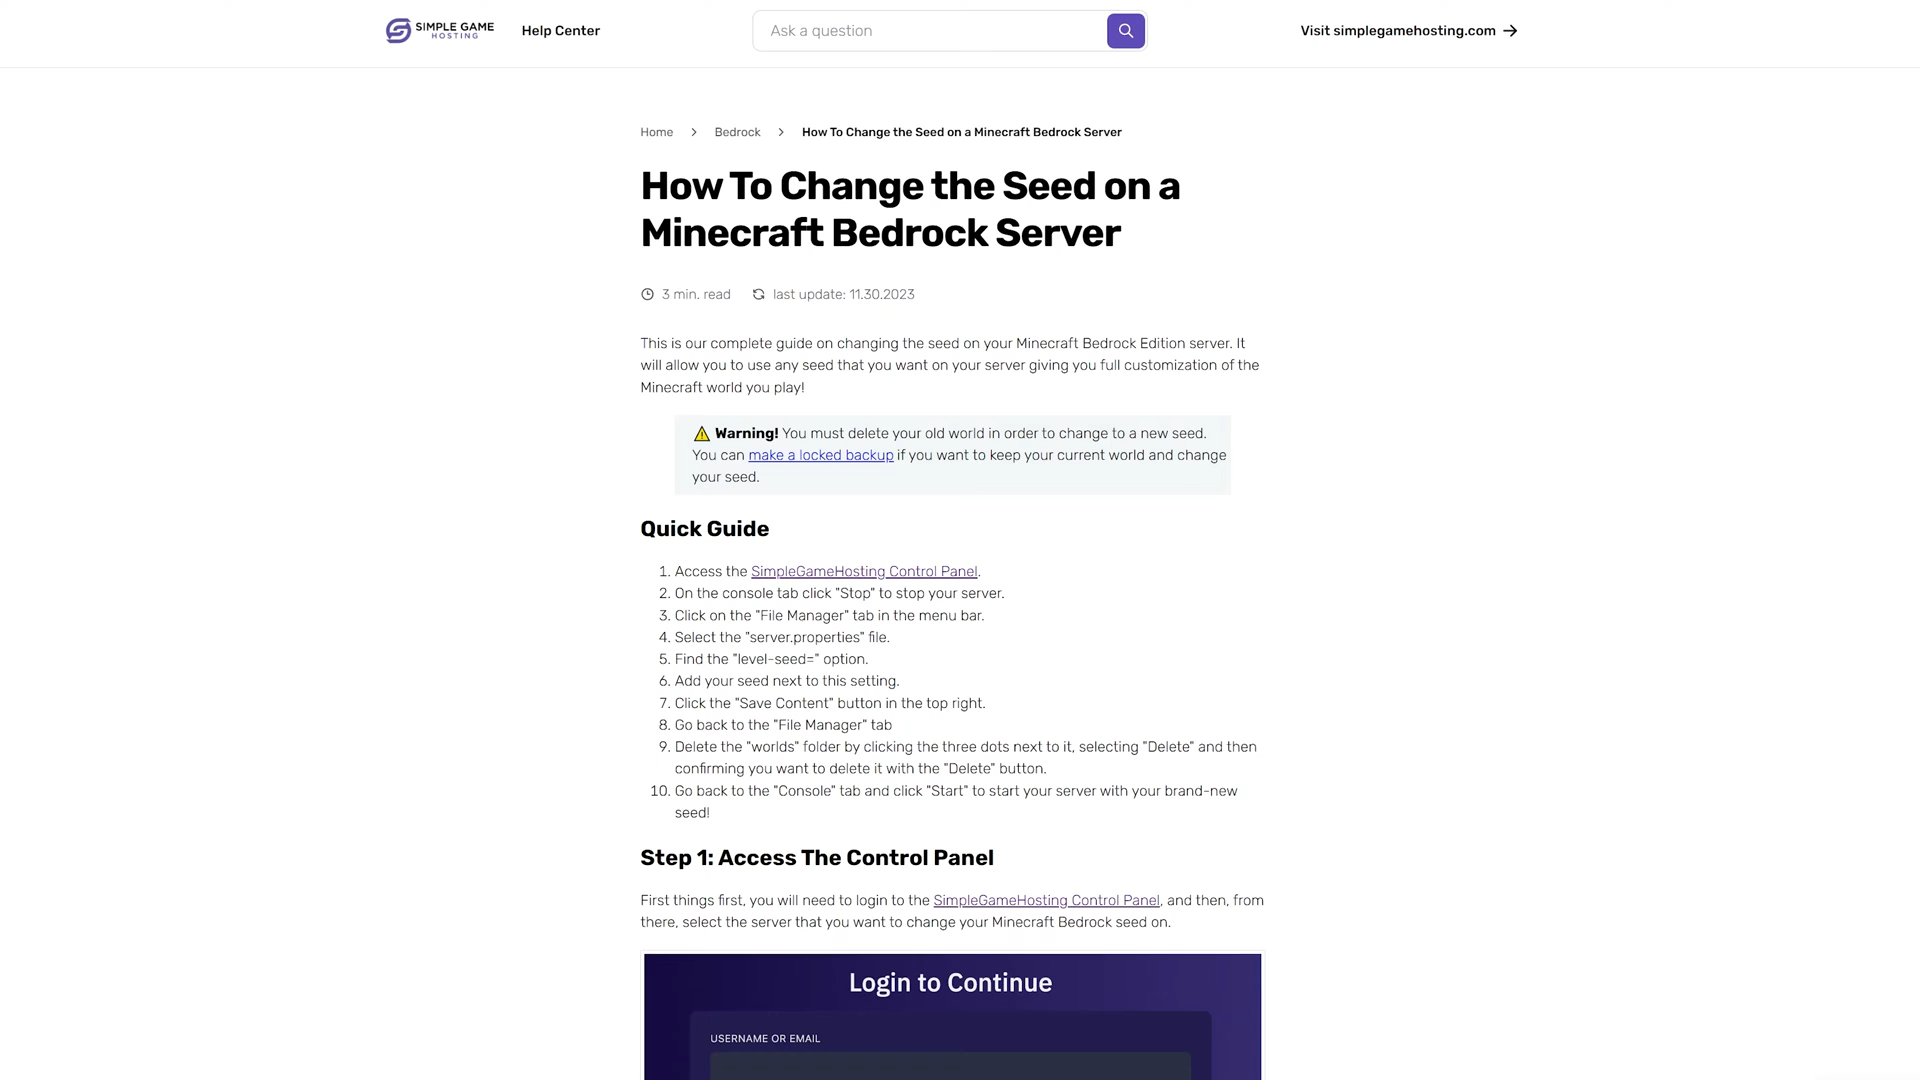 SIMPLE GAME
HOSTING
Help Center
Ask a question
Visit simplegamehosting.com
Home
Bedrock
How To Change the Seed on a Minecraft Bedrock Server
How To Change the Seed on a
Minecraft Bedrock Server
3 min. read
last update: 11.30.2023
This is our complete guide on changing the seed on your Minecraft Bedrock Edition server. It
will allow you to use any seed that you want on your server giving you full customization of the
Minecraft world you play!
Warning! You must delete your old world in order to change to a new seed.
You can make a locked backup if you want to keep your current world and change
your seed.
Quick Guide
1. Access the SimpleGameHosting Control Panel.
2. On the console tab click "Stop" to stop your server.
3. Click on the "File Manager" tab in the menu bar.
4. Select the "server.properties" file.
5. Find the "level-seed=" option.
6. Add your seed next to this setting.
7. Click the "Save Content" button in the top right.
8. Go back to the "File Manager" tab
9. Delete the "worlds" folder by clicking the three dots next to it, selecting "Delete" and then
confirming you want to delete it with the "Delete" button.
10. Go back to the "Console" tab and click "Start" to start your server with your brand-new
seed!
Step 1: Access The Control Panel
First things first, you will need to login to the SimpleGameHosting Control Panel, and then, from
there, select the server that you want to change your Minecraft Bedrock seed on.
Login to Continue
USERNAME OR EMAIL